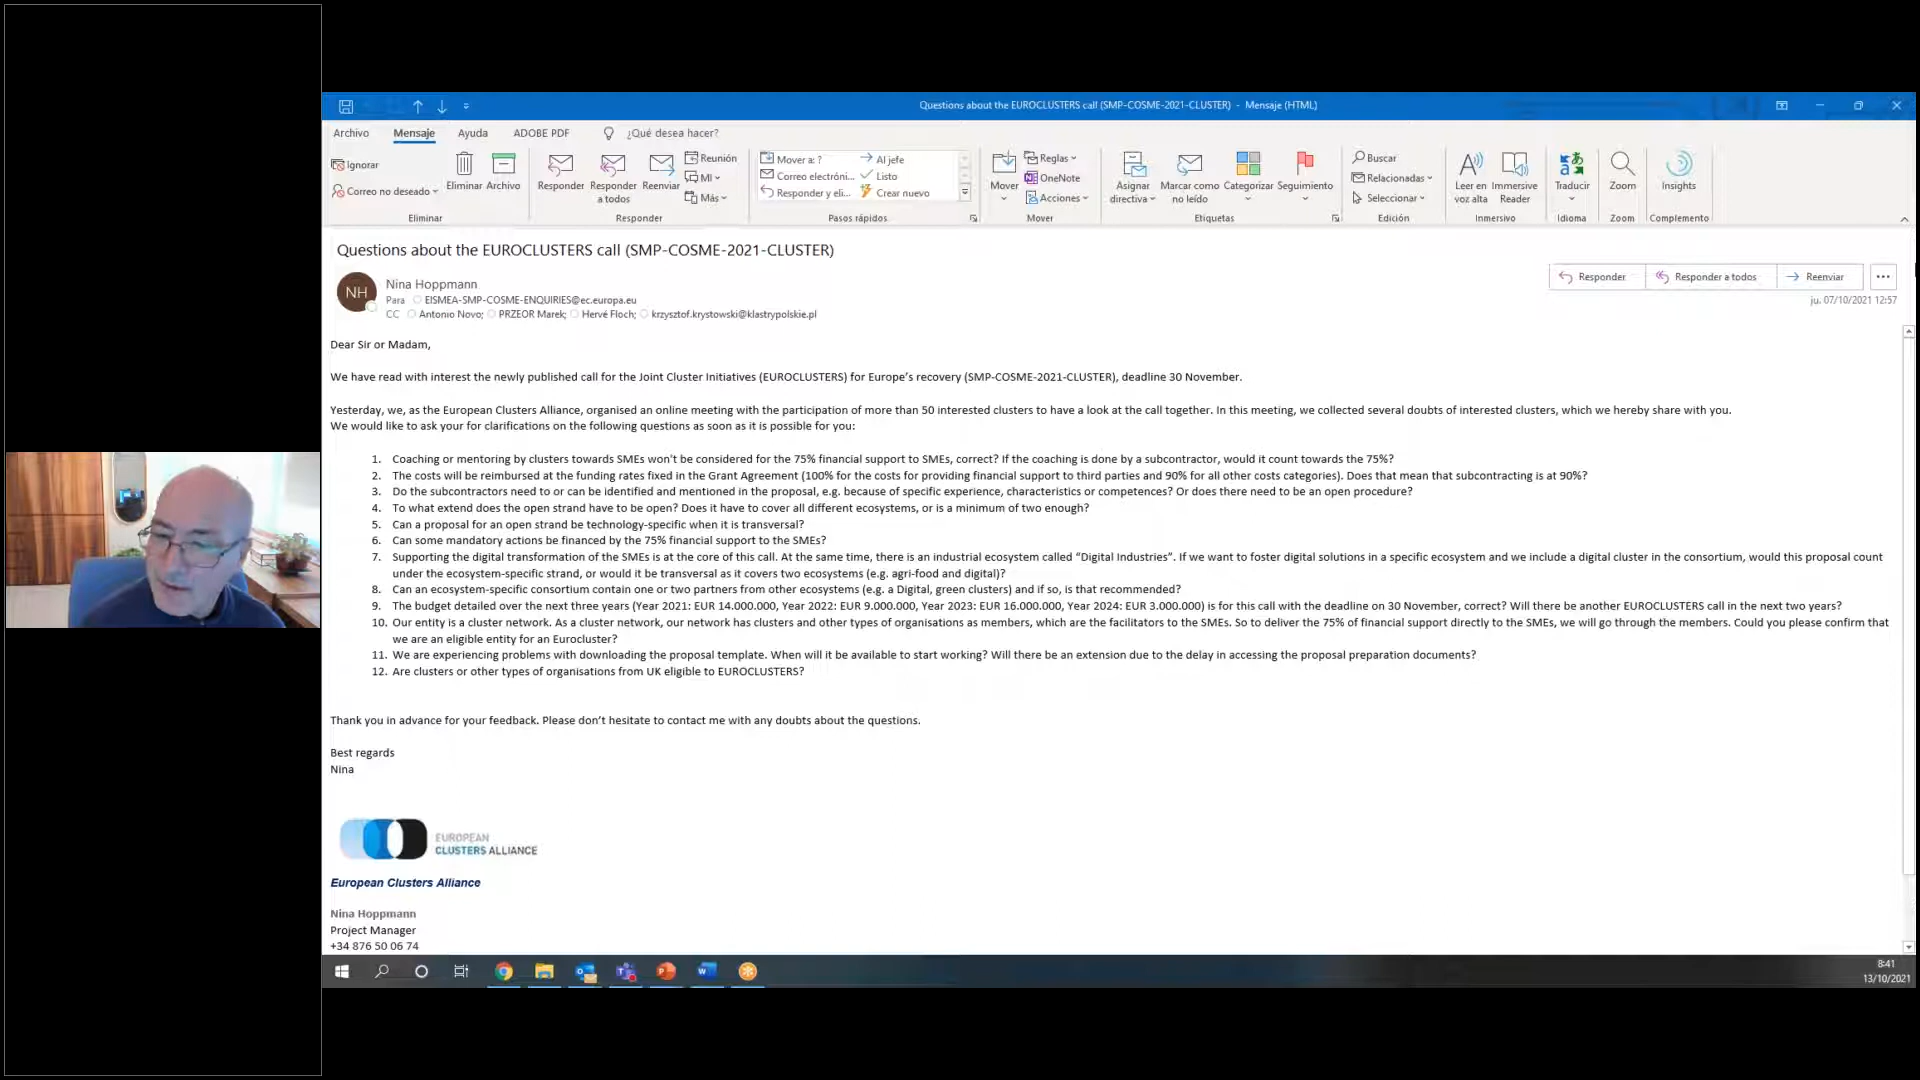 Questions about the EUROCLUSTERS call (SMP-COSME-2021-CLUSTER) - Mensaje (HTML)
Archivo Mensaje Ayuda ADOBE PDF ¿Qué desea hacer?
Ignorar
Correo no deseado
Eliminar Archivo
Eliminar
Responder Responder a todos Reenviar
Reunión
MI
Más
Responder
Mover a: ? Al jefe
Correo electróni... Listo
Responder y eli... Crear nuevo
Pasos rápidos
Mover
Reglas
OneNote
Acciones
Mover
Asignar directiva Marcar como no leído Categorizar Seguimiento
Etiquetas
Buscar
Relacionadas
Seleccionar
Edición
Leer en voz alta Immersive Reader
Inmersivo
Traducir
Idioma
Zoom
Zoom
Insights
Complemento
Questions about the EUROCLUSTERS call (SMP-COSME-2021-CLUSTER)
NH
Nina Hoppmann
Para EISMEA-SMP-COSME-ENQUIRIES@ec.europa.eu
CC Antonio Novo; PRZEOR Marek; Hervé Floch; krzysztof.krystowski@klastrypolskie.pl
Responder Responder a todos Reenviar
ju. 07/10/2021 12:57
Dear Sir or Madam,
We have read with interest the newly published call for the Joint Cluster Initiatives (EUROCLUSTERS) for Europe's recovery (SMP-COSME-2021-CLUSTER), deadline 30 November.
Yesterday, we, as the European Clusters Alliance, organised an online meeting with the participation of more than 50 interested clusters to have a look at the call together. In this meeting, we collected several doubts of interested clusters, which we hereby share with you.
We would like to ask your for clarifications on the following questions as soon as it is possible for you:
1. Coaching or mentoring by clusters towards SMEs won't be considered for the 75% financial support to SMEs, correct? If the coaching is done by a subcontractor, would it count towards the 75%?
2. The costs will be reimbursed at the funding rates fixed in the Grant Agreement (100% for the costs for providing financial support to third parties and 90% for all other costs categories). Does that mean that subcontracting is at 90%?
3. Do the subcontractors need to or can be identified and mentioned in the proposal, e.g. because of specific experience, characteristics or competences? Or does there need to be an open procedure?
4. To what extend does the open strand have to be open? Does it have to cover all different ecosystems, or is a minimum of two enough?
5. Can a proposal for an open strand be technology-specific when it is transversal?
6. Can some mandatory actions be financed by the 75% financial support to the SMEs?
7. Supporting the digital transformation of the SMEs is at the core of this call. At the same time, there is an industrial ecosystem called “Digital Industries”. If we want to foster digital solutions in a specific ecosystem and we include a digital cluster in the consortium, would this proposal count
under the ecosystem-specific strand, or would it be transversal as it covers two ecosystems (e.g. agri-food and digital)?
8. Can an ecosystem-specific consortium contain one or two partners from other ecosystems (e.g. a Digital, green clusters) and if so, is that recommended?
9. The budget detailed over the next three years (Year 2021: EUR 14.000.000, Year 2022: EUR 9.000.000, Year 2023: EUR 16.000.000, Year 2024: EUR 3.000.000) is for this call with the deadline on 30 November, correct? Will there be another EUROCLUSTERS call in the next two years?
10. Our entity is a cluster network. As a cluster network, our network has clusters and other types of organisations as members, which are the facilitators to the SMEs. So to deliver the 75% of financial support directly to the SMEs, we will go through the members. Could you please confirm that
we are an eligible entity for an Eurocluster?
11. We are experiencing problems with downloading the proposal template. When will it be available to start working? Will there be an extension due to the delay in accessing the proposal preparation documents?
12. Are clusters or other types of organisations from UK eligible to EUROCLUSTERS?
Thank you in advance for your feedback. Please don't hesitate to contact me with any doubts about the questions.
Best regards
Nina
EUROPEAN
CLUSTERS ALLIANCE
European Clusters Alliance
Nina Hoppmann
Project Manager
+34 876 50 06 74
8:41
13/10/2021